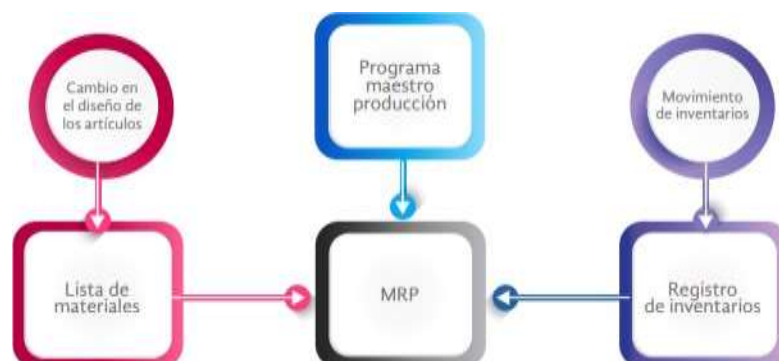 Cambio en
el diseño de
los artículos
Programa
maestro
producción
Movimiento
de inventarios
Lista de
materiales
MRP
Registro
de inventarios